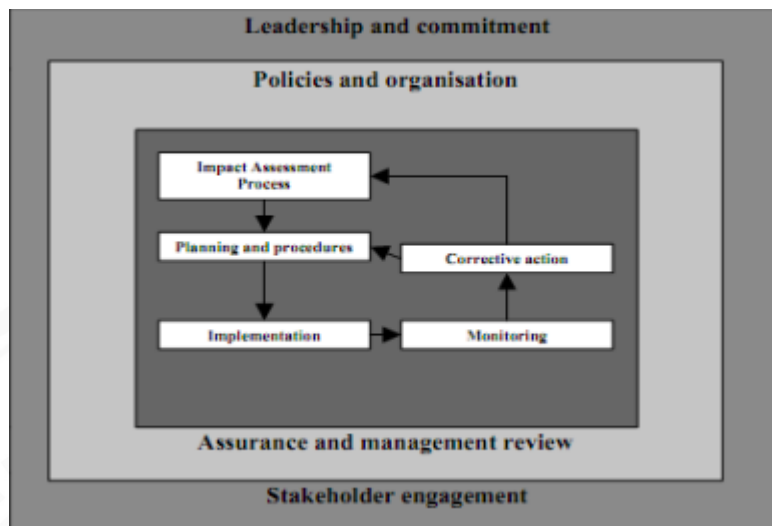 Leadership and commitment
Policies and organisation
Impact Assessment
Process
Planning and procedures
Corrective action
Implementation
Monitoring
Assurance and management review
Stakeholder engagement